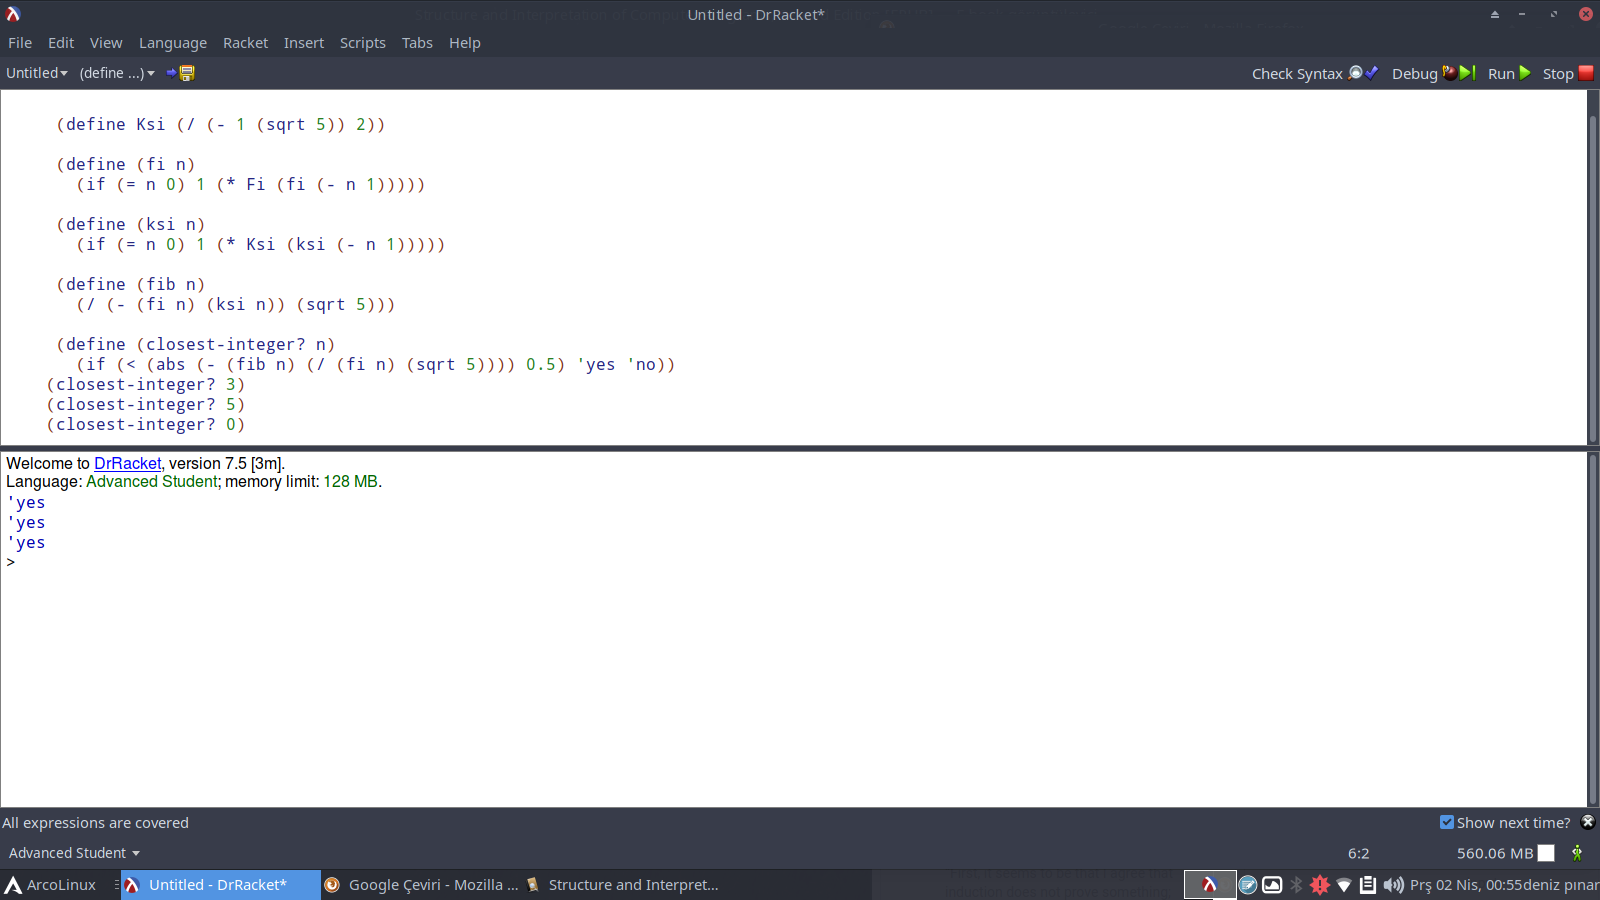 Untitled - DrRacket*
File Edit View Language Racket Insert Scripts Tabs Help
Untitled (define ...) Check Syntax Debug Run Stop
(define Ksi (/ (- 1 (sqrt 5)) 2))
(define (fi n)
(if (= n 0) 1 (* Fi (fi (- n 1)))))
(define (ksi n)
(if (= n 0) 1 (* Ksi (ksi (- n 1)))))
(define (fib n)
(/ (- (fi n) (ksi n)) (sqrt 5)))
(define (closest-integer? n)
(if (< (abs (- (fib n) (/ (fi n) (sqrt 5)))) 0.5) 'yes 'no))
(closest-integer? 3)
(closest-integer? 5)
(closest-integer? 0)
Welcome to DrRacket, version 7.5 [3m].
Language: Advanced Student; memory limit: 128 MB.
'yes
'yes
'yes
>
All expressions are covered Show next time?
Advanced Student 6:2 560.06 MB
ArcoLinux Untitled - DrRacket* Google Çeviri - Mozilla ... Structure and Interpret... Prş 02 Nis, 00:55 deniz pınar